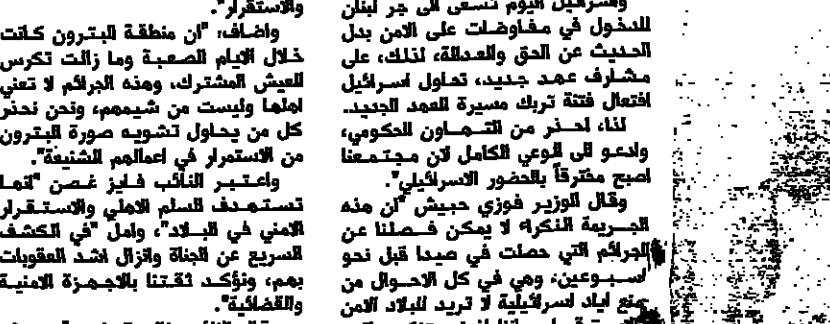 واسرائيل اليوم تسعى الى جر لبنان
للدخول في مفاوضات على الامن بدل
الحديث عن الحق والعدالة، لذلك، على
مشارف عهد جديد، تحاول اسرائيل
افتعال فتنة تربك مسيرة العهد الجديد.
لذا، احذر من التهاون الحكومي،
وادعو الى الوعي الكامل لان مجتمعنا
اصبح مخترقاً بالحضور الاسرائيلي".
وقال الوزير فوزي حبيش "ان هذه
الجريمة النكراء لا يمكن فصلنا عن
الجرائم التي حصلت في صيدا قبل نحو
اسبوعين، وهي في كل الاحوال من
صنع اياد اسرائيلية لا تريد للبلاد الامن
والاستقرار".
واضاف: "ان منطقة البترون كانت
خلال الايام الصعبة وما زالت تكرس
للعيش المشترك، وهذه الجرائم لا تعني
اهلها وليست من شيمهم، ونحن نحذر
كل من يحاول تشويه صورة البترون
من الاستمرار في اعمالهم الشنيعة".
واعتبر النائب فايز غصن "انها
تستهدف السلم الاهلي والاستقرار
الامني في البلاد"، وامل "في الكشف
السريع عن الجناة وانزال اشد العقوبات
بهم، ونؤكد ثقتنا بالاجهزة الامنية
والقضائية".